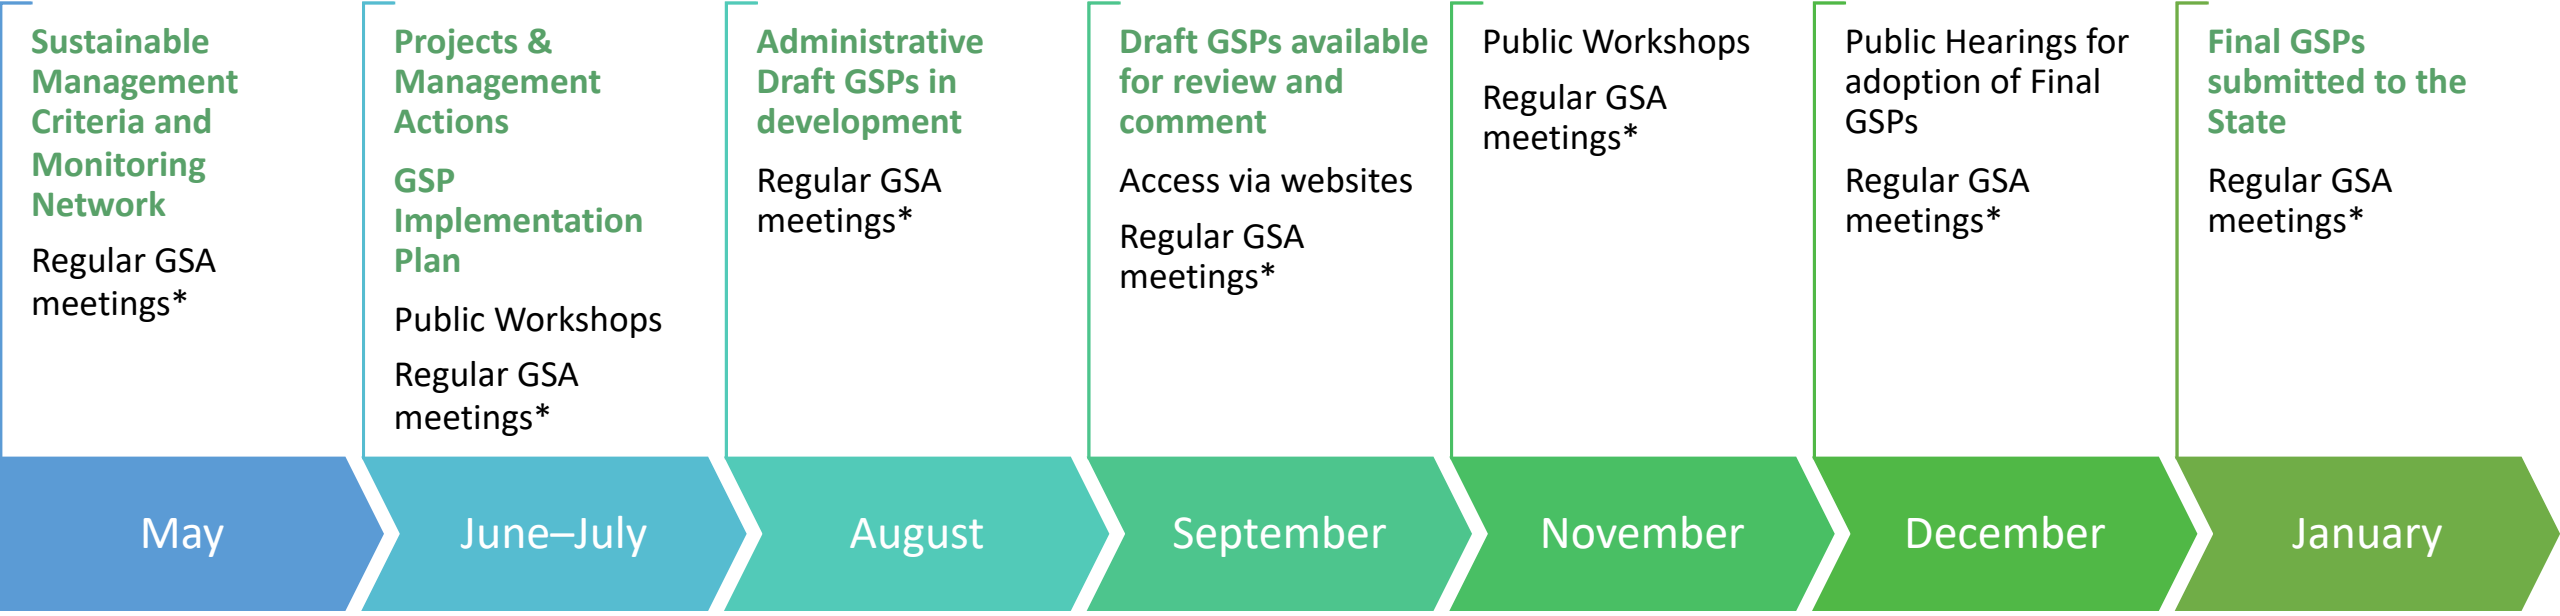 Sustainable
Management
Criteria and
Monitoring
Network
Regular GSA
meetings*
Projects &
Management
Actions
GSP
Implementation
Plan
Public Workshops
Regular GSA
meetings*
Administrative
Draft GSPs in
development
Regular GSA
meetings*
Draft GSPs available
for review and
comment
Access via websites
Regular GSA
meetings*
Public Workshops
Regular GSA
meetings*
Public Hearings for
adoption of Final
GSPs
Regular GSA
meetings*
Final GSPs
submitted to the
State
Regular GSA
meetings*
May
June–July
August
September
November
December
January